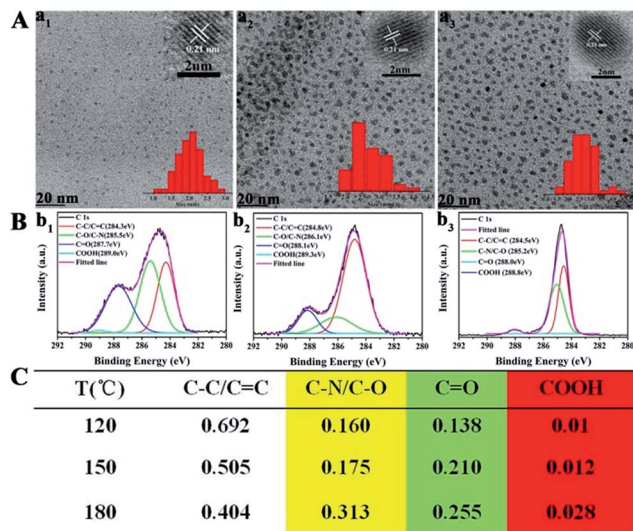 A
a1
0.21 nm
2nm
20 nm
a2
0.21 nm
2nm
a3
0.21 nm
2nm
B
b1
C 1s
C-C/C=C(284.3eV)
C-O/C-N(285.5eV)
C=O(287.7eV)
COOH(289.0eV)
Fitted line
Intensity (a.u.)
292 290 288 286 284 282 280
Binding Energy (eV)
b2
C 1s
C-C/C=C(284.8eV)
C-O/C-N(286.1eV)
C=O(288.1eV)
COOH(289.3eV)
Fitted line
Intensity (a.u.)
292 290 288 286 284 282 280
Binding Energy (eV)
b3
C 1s
Fitted line
C-C/C=C (284.5eV)
C-N/C-O (285.2eV)
C=O (288.0eV)
COOH (288.8eV)
Intensity (a.u.)
290 288 286 284 282 280
Binding Energy (eV)
C
T(℃) C-C/C=C C-N/C-O C=O COOH
120 0.692 0.160 0.138 0.01
150 0.505 0.175 0.210 0.012
180 0.404 0.313 0.255 0.028